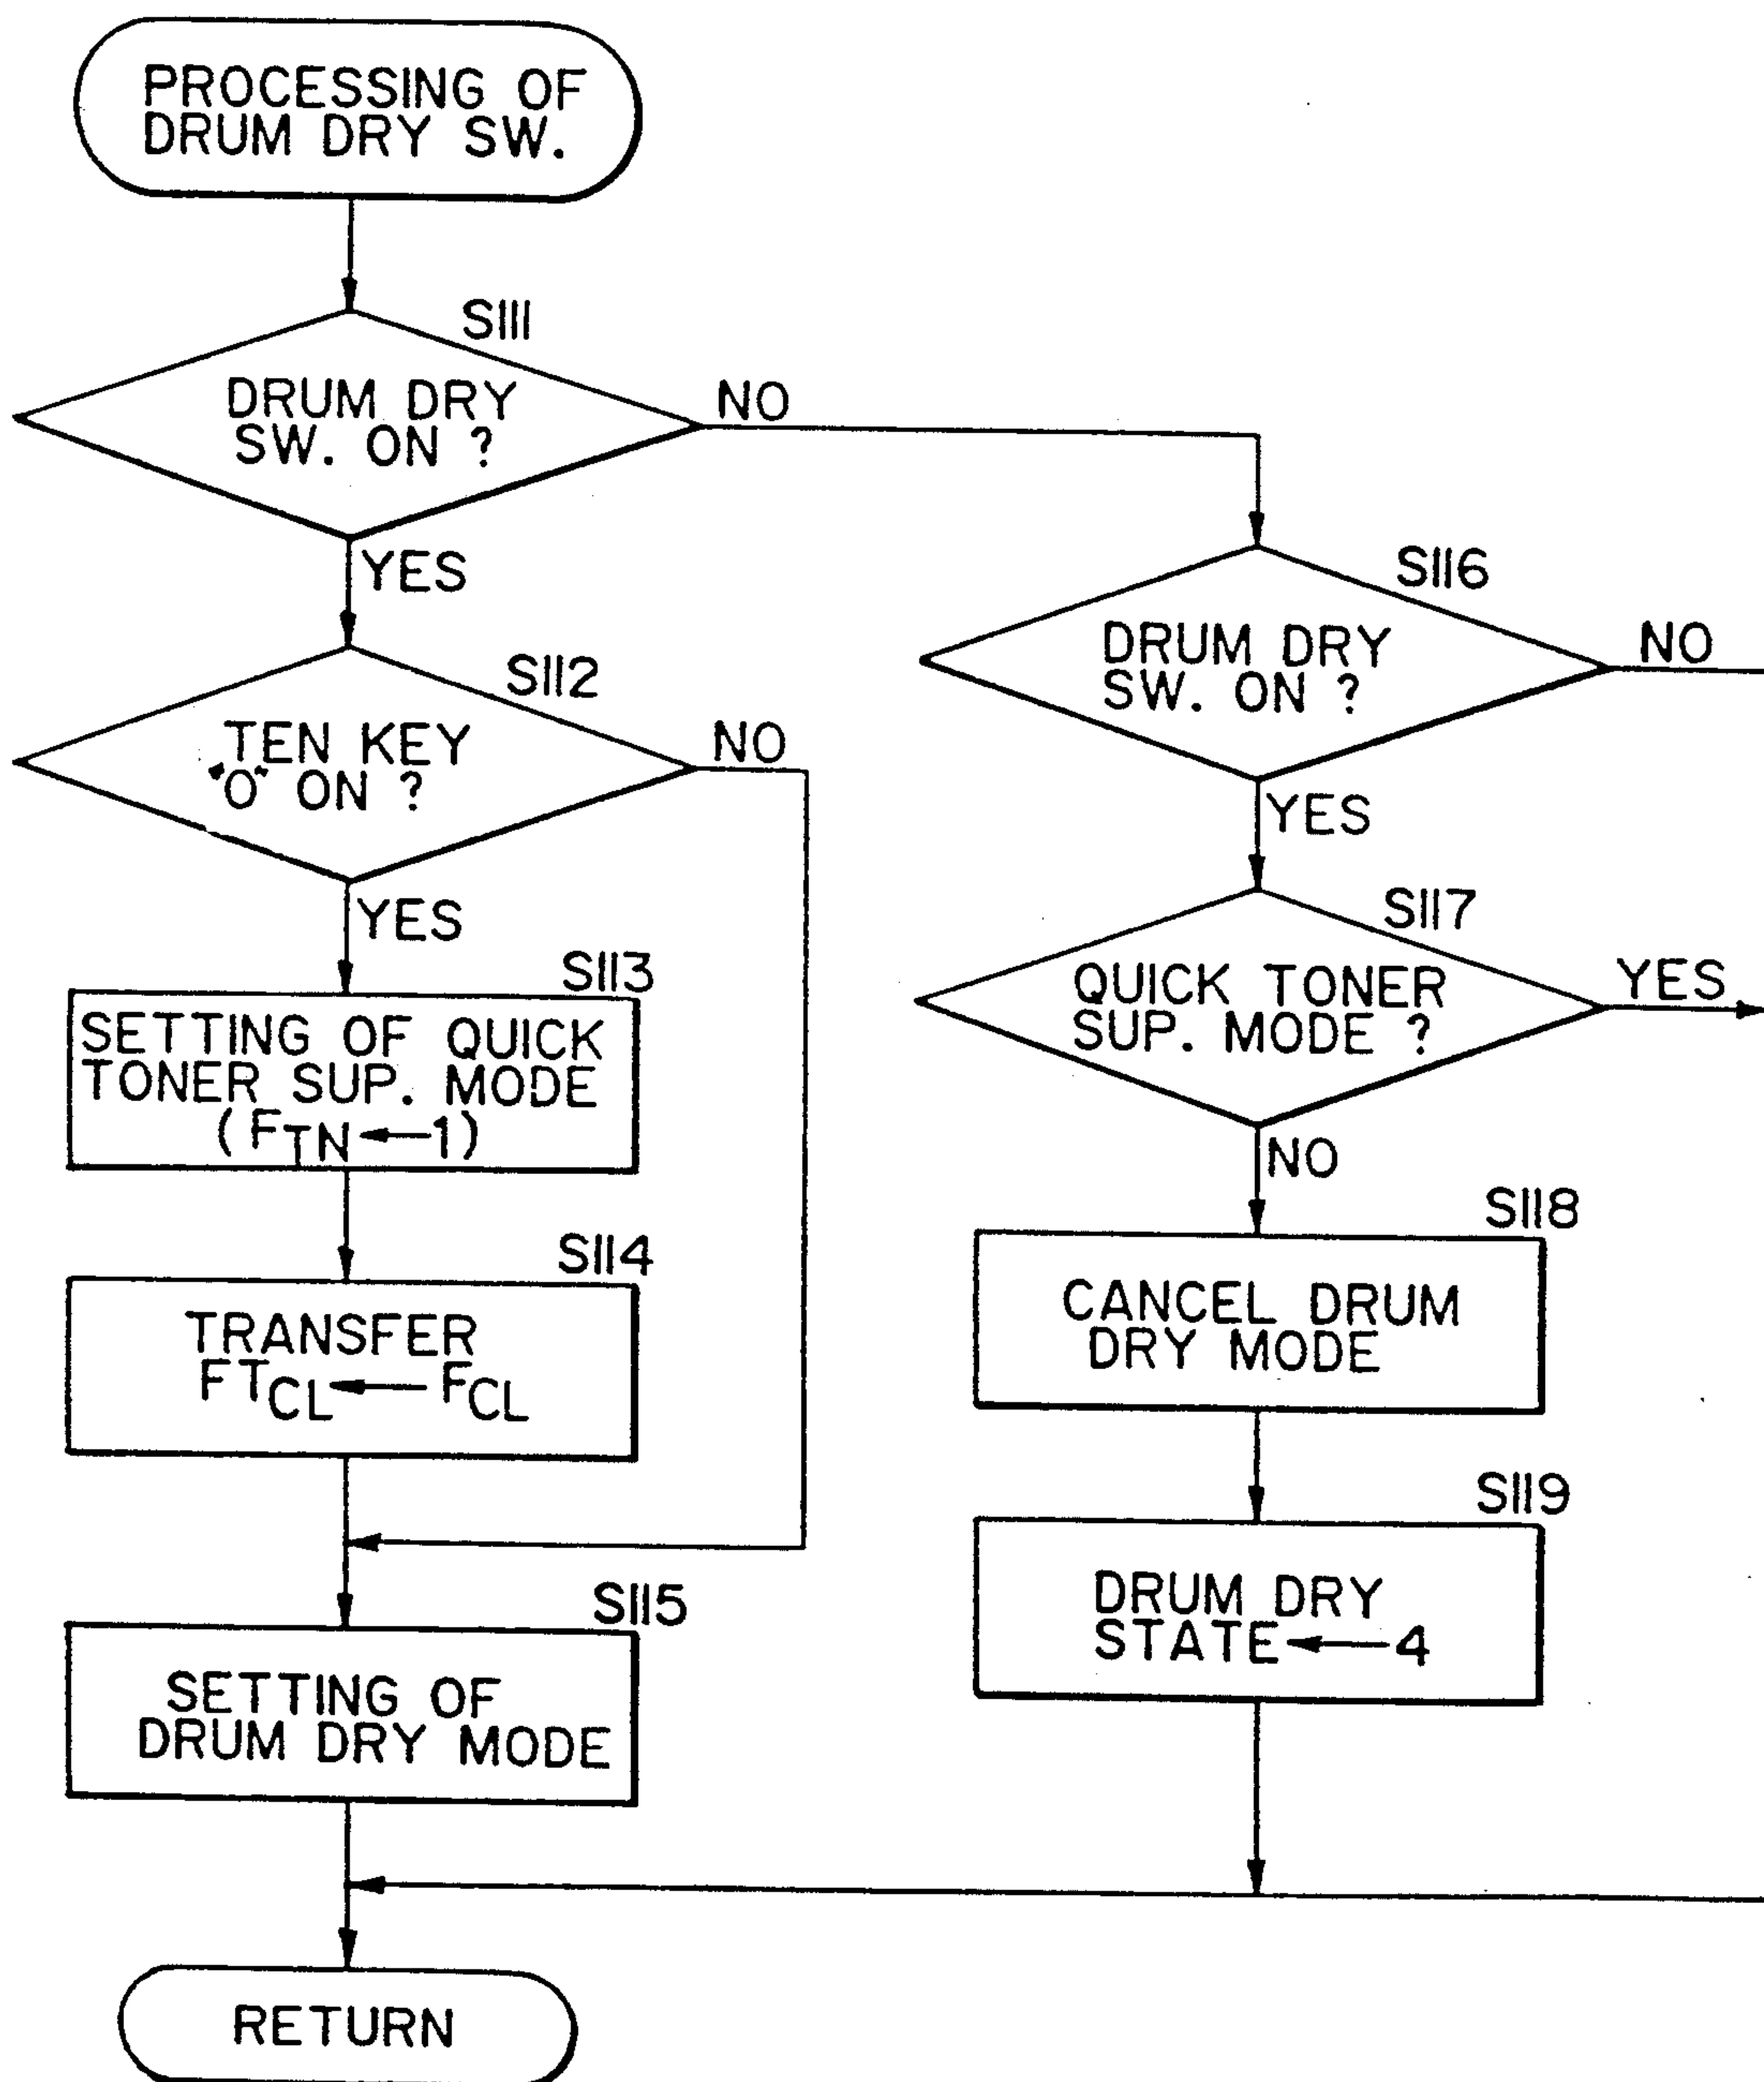 PROCESSING OF
DRUM DRY SW.
S111
DRUM DRY
SW. ON ?
NO
YES
S112
TEN KEY
"0" ON ?
NO
YES
S113
SETTING OF QUICK
TONER SUP. MODE
(FTN←1)
S114
TRANSFER
FTCL←FCL
S115
SETTING OF
DRUM DRY MODE
S116
DRUM DRY
SW. ON ?
NO
YES
S117
QUICK TONER
SUP. MODE ?
YES
NO
S118
CANCEL DRUM
DRY MODE
S119
DRUM DRY
STATE←4
RETURN